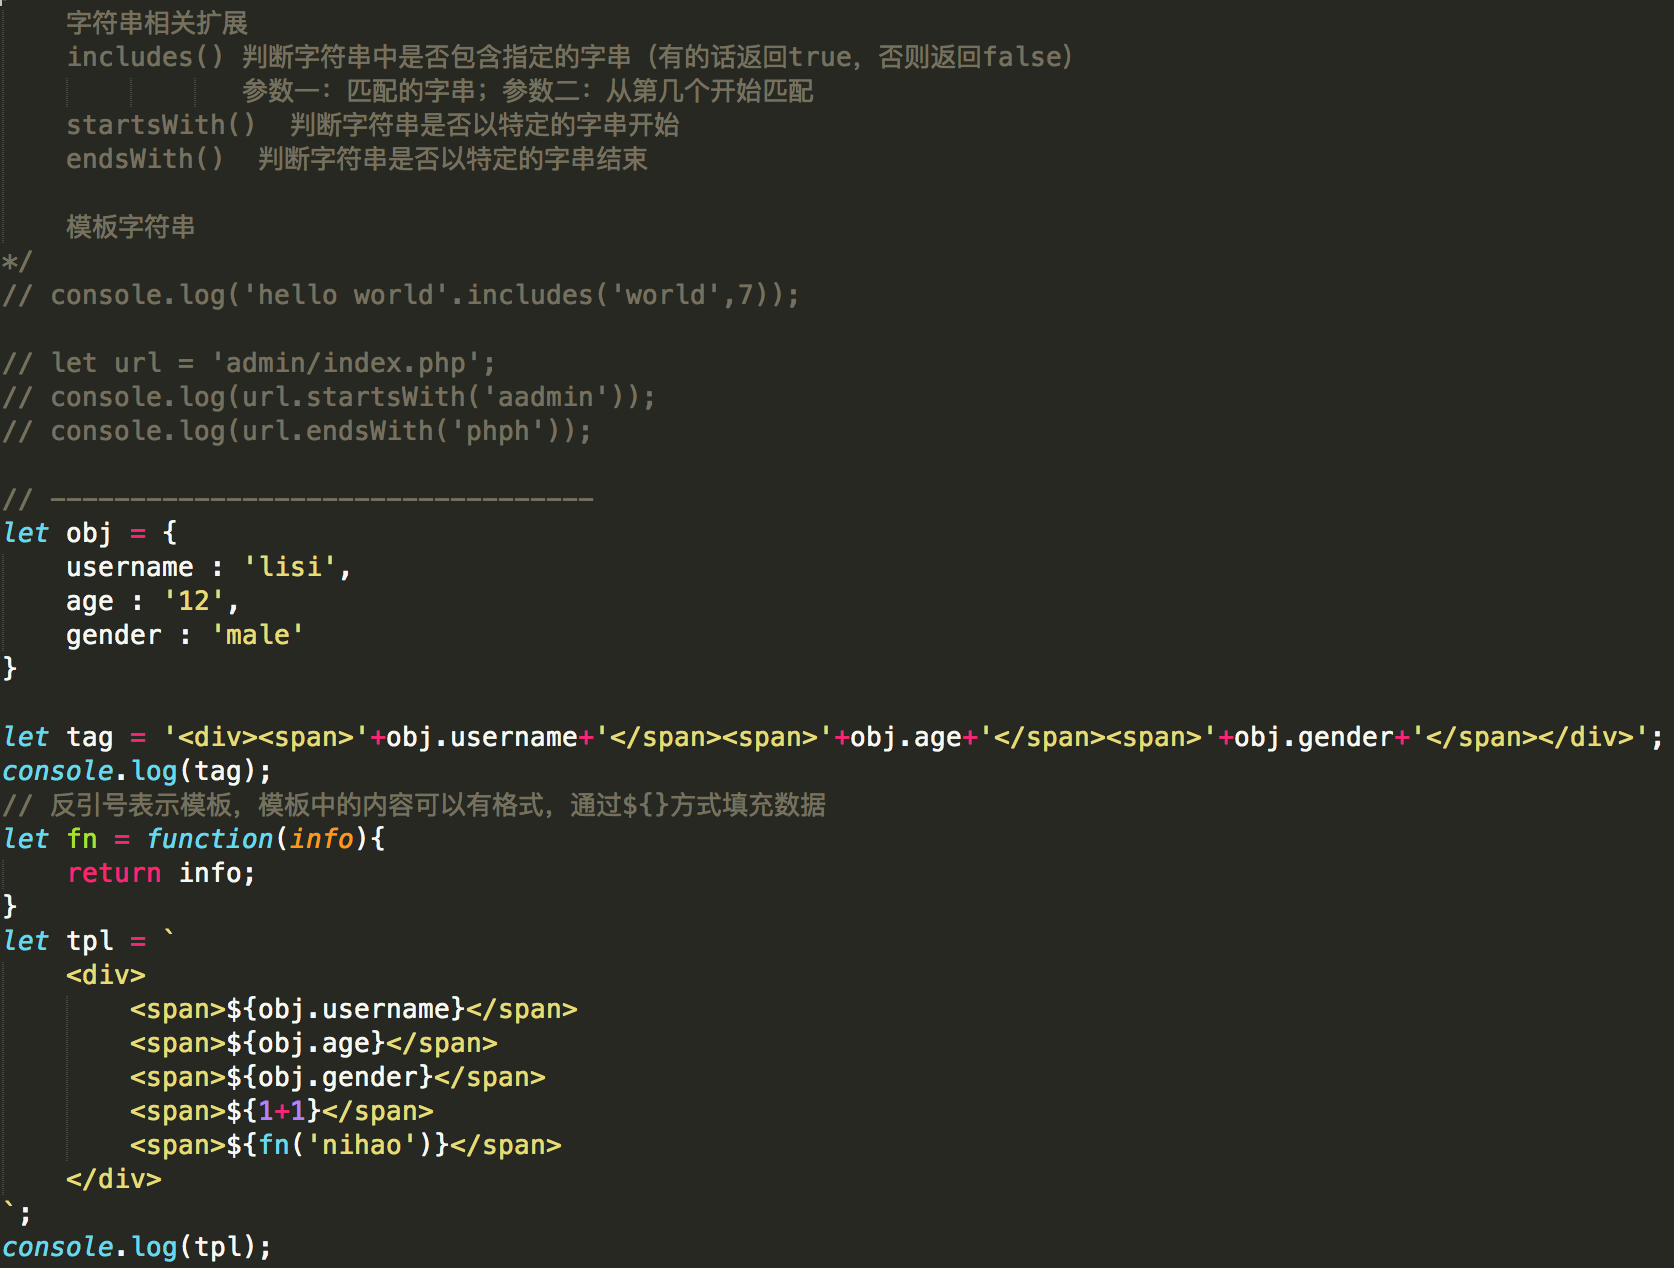 字符串相关扩展
includes() 判断字符串中是否包含指定的字串（有的话返回true，否则返回false）
参数一：匹配的字串；参数二：从第几个开始匹配
startsWith()  判断字符串是否以特定的字串开始
endsWith()  判断字符串是否以特定的字串结束
模板字符串
*/
// console.log('hello world'.includes('world',7));
// let url = 'admin/index.php';
// console.log(url.startsWith('aadmin'));
// console.log(url.endsWith('phph'));
// ----------------------------------
let obj = {
    username : 'lisi',
    age : '12',
    gender : 'male'
}
let tag = '<div><span>'+obj.username+'</span><span>'+obj.age+'</span><span>'+obj.gender+'</span></div>';
console.log(tag);
// 反引号表示模板，模板中的内容可以有格式，通过${}方式填充数据
let fn = function(info){
    return info;
}
let tpl = `
    <div>
        <span>${obj.username}</span>
        <span>${obj.age}</span>
        <span>${obj.gender}</span>
        <span>${1+1}</span>
        <span>${fn('nihao')}</span>
    </div>
`;
console.log(tpl);